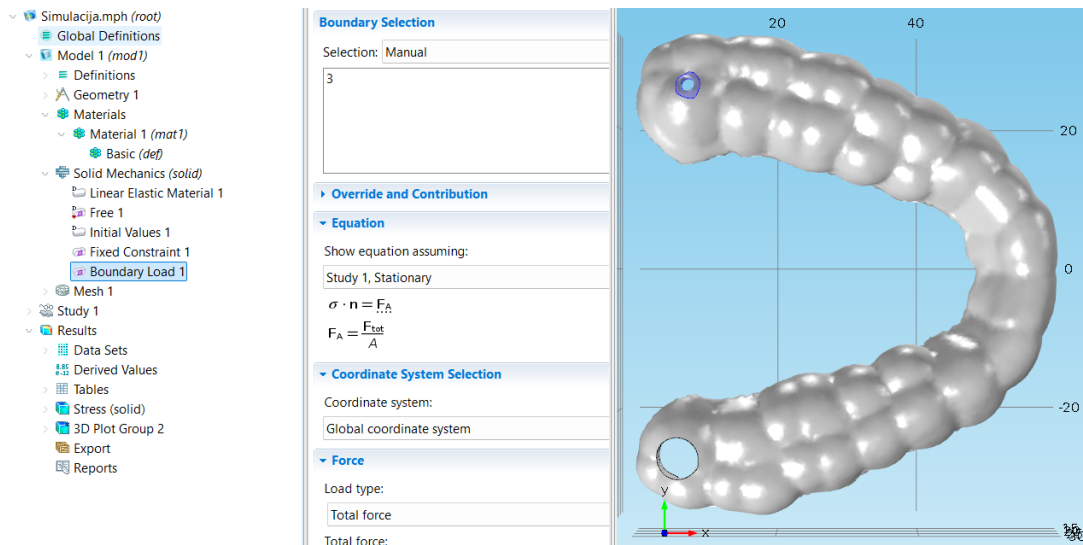 Simulacija.mph (root)
Global Definitions
Model 1 (mod1)
Definitions
Geometry 1
Materials
Material 1 (mat1)
Basic (def)
Solid Mechanics (solid)
Linear Elastic Material 1
Free 1
Initial Values 1
Fixed Constraint 1
Boundary Load 1
Mesh 1
Study 1
Results
Data Sets
Derived Values
Tables
Stress (solid)
3D Plot Group 2
Export
Reports
Boundary Selection
Selection: Manual
3
Override and Contribution
Equation
Show equation assuming:
Study 1, Stationary
σ · n = F_A
F_A = F_tot / A
Coordinate System Selection
Coordinate system:
Global coordinate system
Force
Load type:
Total force
Total force:
20 40
20
0
-20
y
x